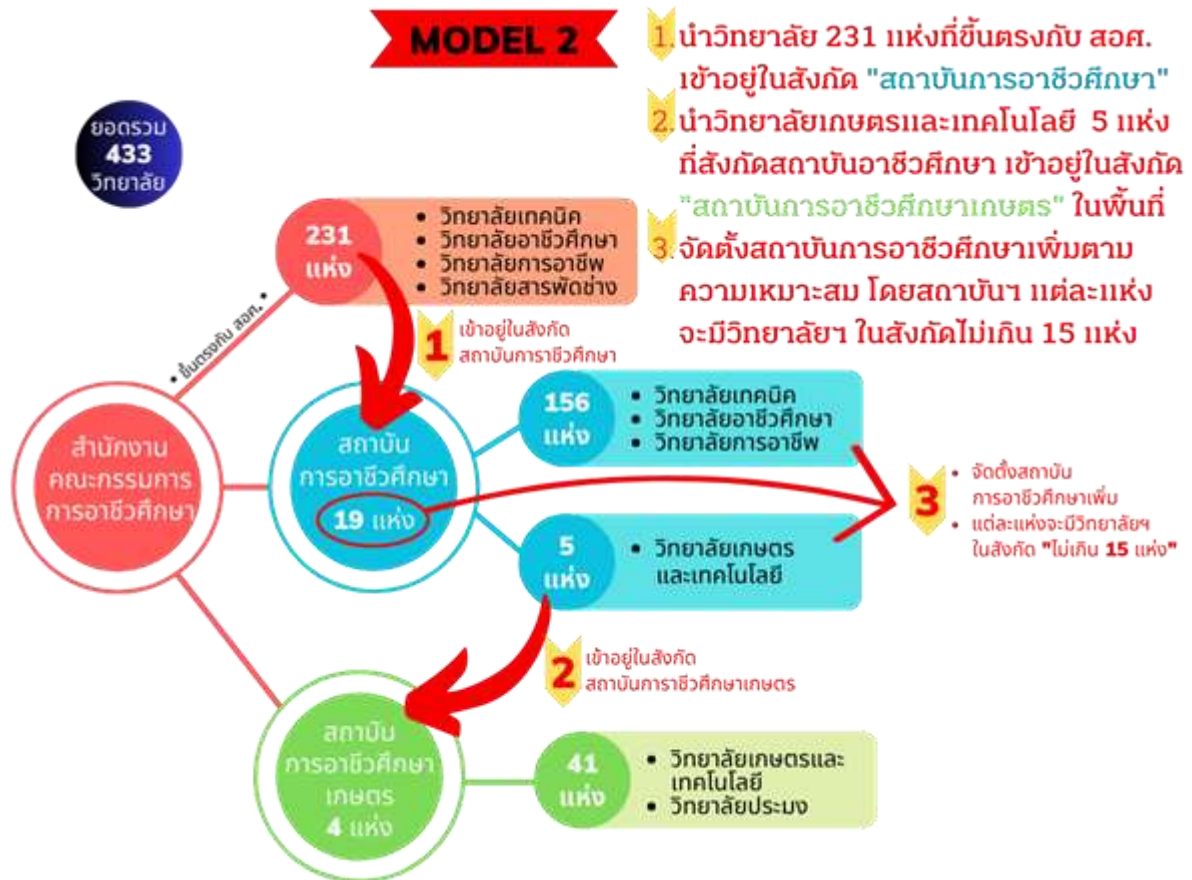 MODEL 2
1. นำวิทยาลัย 231 แห่งที่ขึ้นตรงกับ สอศ.
เข้าอยู่ในสังกัด "สถาบันการอาชีวศึกษา"
2. นำวิทยาลัยเกษตรและเทคโนโลยี 5 แห่ง
ที่สังกัดสถาบันอาชีวศึกษา เข้าอยู่ในสังกัด
"สถาบันการอาชีวศึกษาเกษตร" ในพื้นที่
3. จัดตั้งสถาบันการอาชีวศึกษาเพิ่มตาม
ความเหมาะสม โดยสถาบันฯ แต่ละแห่ง
จะมีวิทยาลัยฯ ในสังกัดไม่เกิน 15 แห่ง
ยอดรวม
433
วิทยาลัย
231
แห่ง
• วิทยาลัยเทคนิค
• วิทยาลัยอาชีวศึกษา
• วิทยาลัยการอาชีพ
• วิทยาลัยสารพัดช่าง
• ขึ้นตรงกับ สอศ. •
1
เข้าอยู่ในสังกัด
สถาบันการาชีวศึกษา
สำนักงาน
คณะกรรมการ
การอาชีวศึกษา
สถาบัน
การอาชีวศึกษา
19 แห่ง
156
แห่ง
• วิทยาลัยเทคนิค
• วิทยาลัยอาชีวศึกษา
• วิทยาลัยการอาชีพ
5
แห่ง
• วิทยาลัยเกษตร
และเทคโนโลยี
3
• จัดตั้งสถาบัน
การอาชีวศึกษาเพิ่ม
• แต่ละแห่งจะมีวิทยาลัยฯ
ในสังกัด "ไม่เกิน 15 แห่ง"
2
เข้าอยู่ในสังกัด
สถาบันการาชีวศึกษาเกษตร
สถาบัน
การอาชีวศึกษา
เกษตร
4 แห่ง
41
แห่ง
• วิทยาลัยเกษตรและ
เทคโนโลยี
• วิทยาลัยประมง